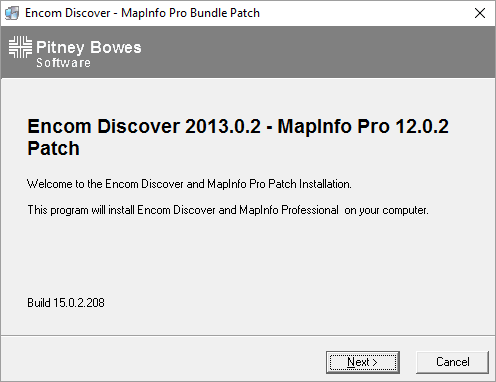 Encom Discover - MapInfo Pro Bundle Patch
Pitney Bowes
Software
Encom Discover 2013.0.2 - MapInfo Pro 12.0.2
Patch
Welcome to the Encom Discover and MapInfo Pro Patch Installation.
This program will install Encom Discover and MapInfo Professional  on your computer.
Build 15.0.2.208
Next >
Cancel